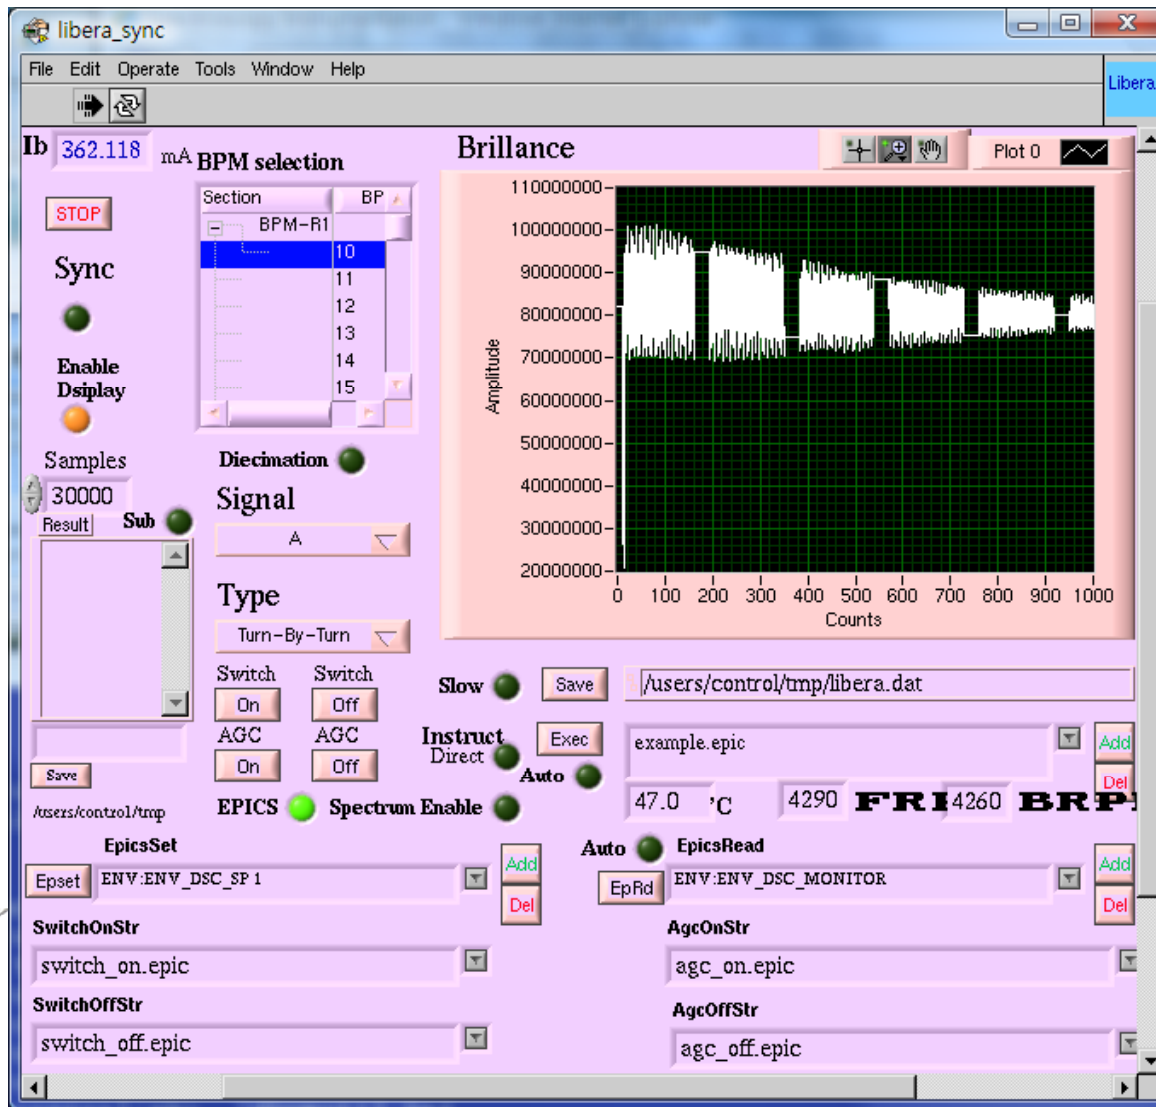 libera_sync
File Edit Operate Tools Window Help
Libera
Ib 362.118 mA
BPM selection
Brillance
Plot 0
STOP
Section BP
BPM-R1
10
11
12
13
14
15
Sync
Enable
Dsiplay
Samples
30000
Result
Sub
Diecimation
Signal
A
Type
Turn-By-Turn
Switch Switch
On Off
AGC AGC
On Off
Save
/users/control/tmp
EPICS
Spectrum Enable
110000000
100000000
90000000
80000000
70000000
60000000
50000000
40000000
30000000
20000000
Amplitude
0 100 200 300 400 500 600 700 800 900 1000
Counts
Slow
Save
/users/control/tmp/libera.dat
Instruct
Direct
Exec
Auto
example.epic
Add
Del
47.0 'C 4290 4260
EpicsSet
Epset
ENV:ENV_DSC_SP 1
Add
Del
Auto
EpicsRead
EpRd
ENV:ENV_DSC_MONITOR
Add
Del
SwitchOnStr
switch_on.epic
AgcOnStr
agc_on.epic
SwitchOffStr
switch_off.epic
AgcOffStr
agc_off.epic